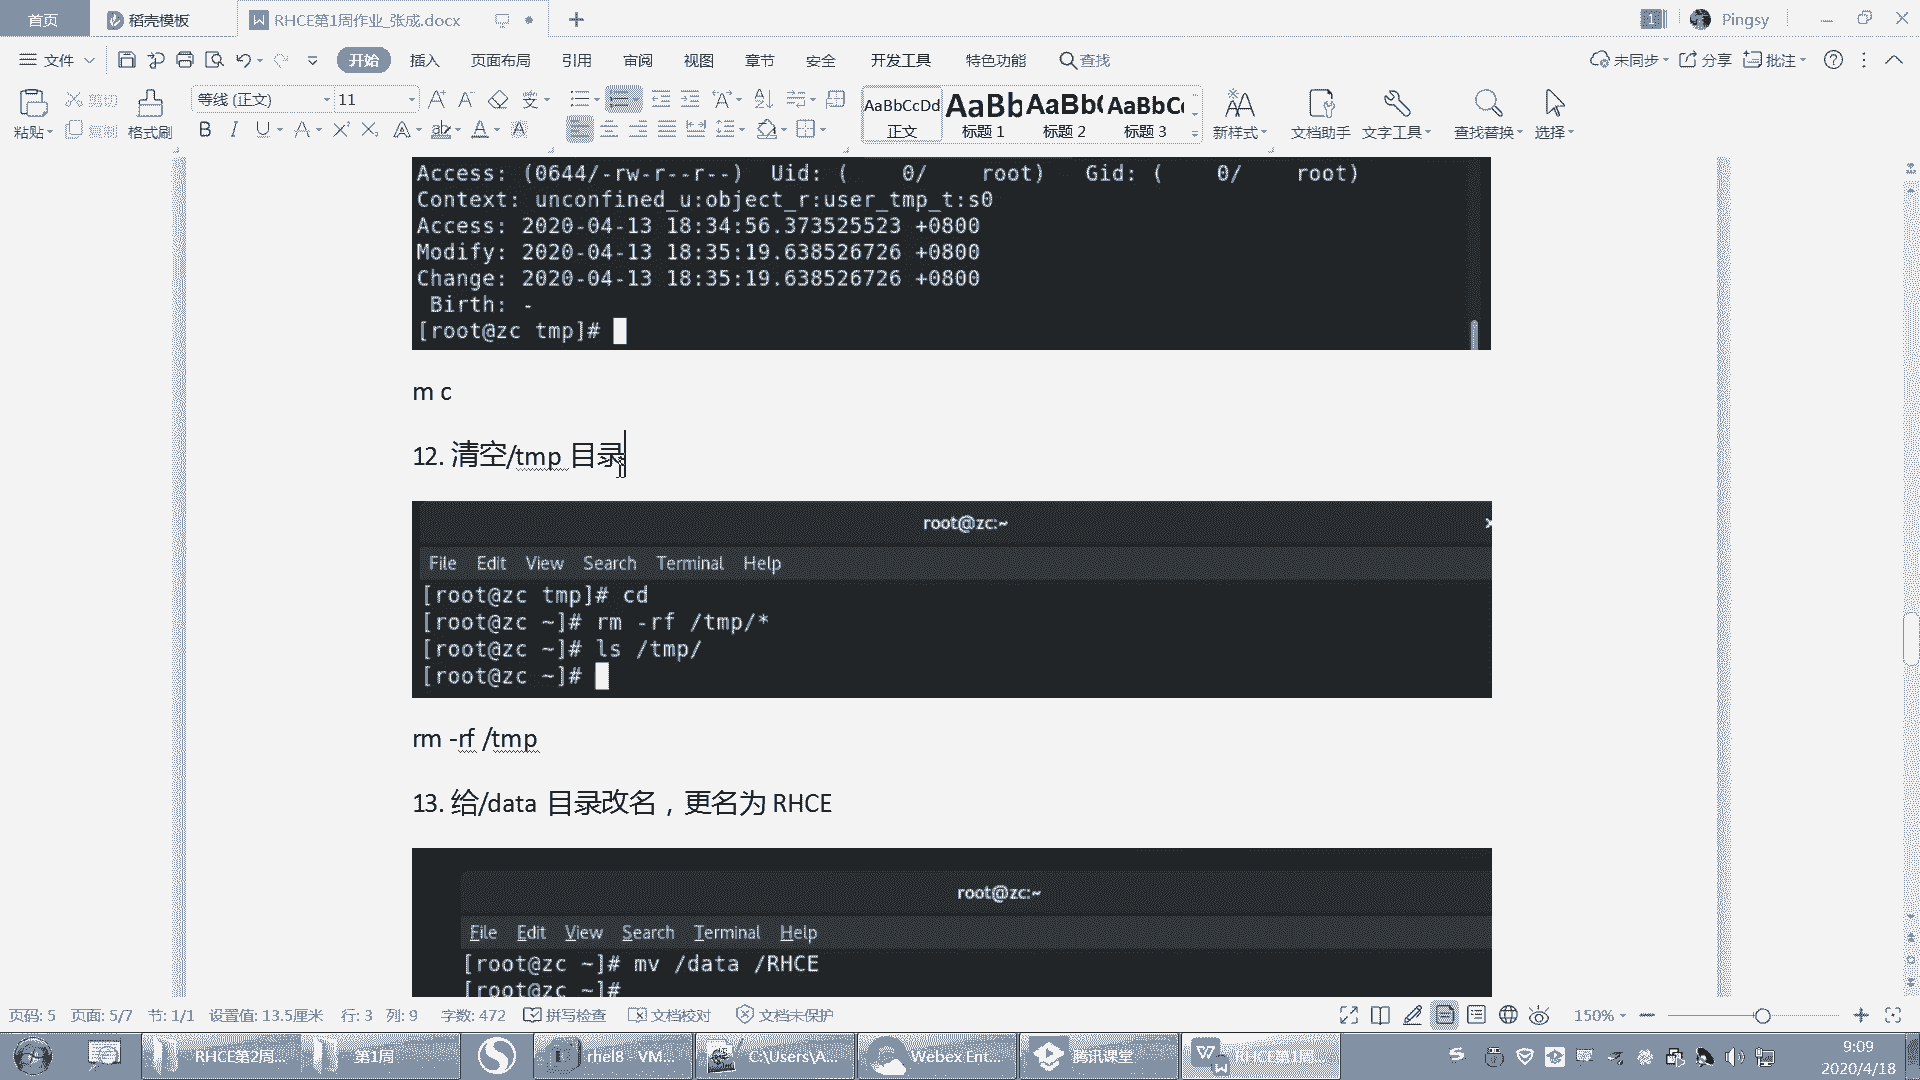 首页
稻壳模板
RHCE第1周作业_张成.docx
1
Pingsy
文件
开始
插入
页面布局
引用
审阅
视图
章节
安全
开发工具
特色功能
查找
未同步
分享
批注
粘贴
剪切
复制
格式刷
等线 (正文)
11
AaBbCcDd
正文
AaBb
标题 1
AaBb(
标题 2
AaBbC
标题 3
新样式
文档助手
文字工具
查找替换
选择
Access: (0644/-rw-r--r--)  Uid: (    0/    root)   Gid: (    0/    root)
Context: unconfined_u:object_r:user_tmp_t:s0
Access: 2020-04-13 18:34:56.373525523 +0800
Modify: 2020-04-13 18:35:19.638526726 +0800
Change: 2020-04-13 18:35:19.638526726 +0800
Birth: -
[root@zc tmp]#
m c
12. 清空/tmp 目录
root@zc:~
File Edit View Search Terminal Help
[root@zc tmp]# cd
[root@zc ~]# rm -rf /tmp/*
[root@zc ~]# ls /tmp/
[root@zc ~]#
rm -rf /tmp
13. 给/data 目录改名，更名为 RHCE
root@zc:~
File Edit View Search Terminal Help
[root@zc ~]# mv /data /RHCE
[root@zc ~]#
页码: 5
页面: 5/7
节: 1/1
设置值: 13.5厘米
行: 3
列: 9
字数: 472
拼写检查
文档校对
文档未保护
150%
RHCE第2周...
第1周
rhel8 - VM...
C:\Users\A...
Webex Ent...
腾讯课堂
RHCE第1周...
9:09
2020/4/18